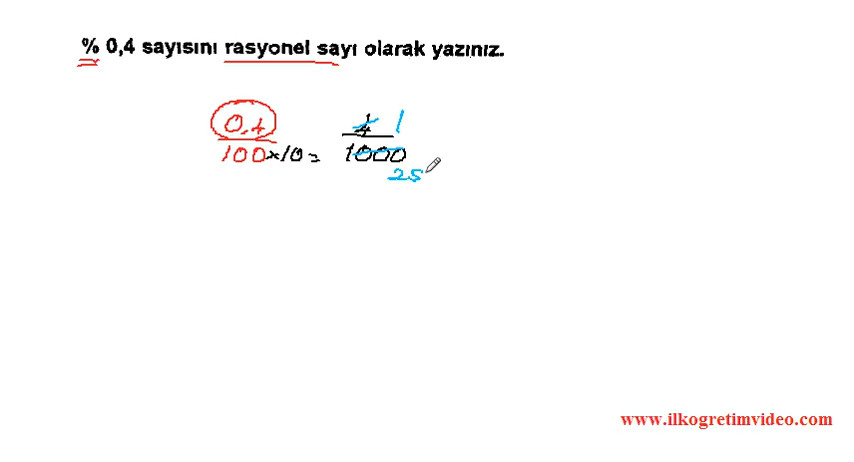 % 0,4 sayısını rasyonel sayı olarak yazınız.
0,4 4 1
100 x10 = 1000
25
www.ilkogretimvideo.com